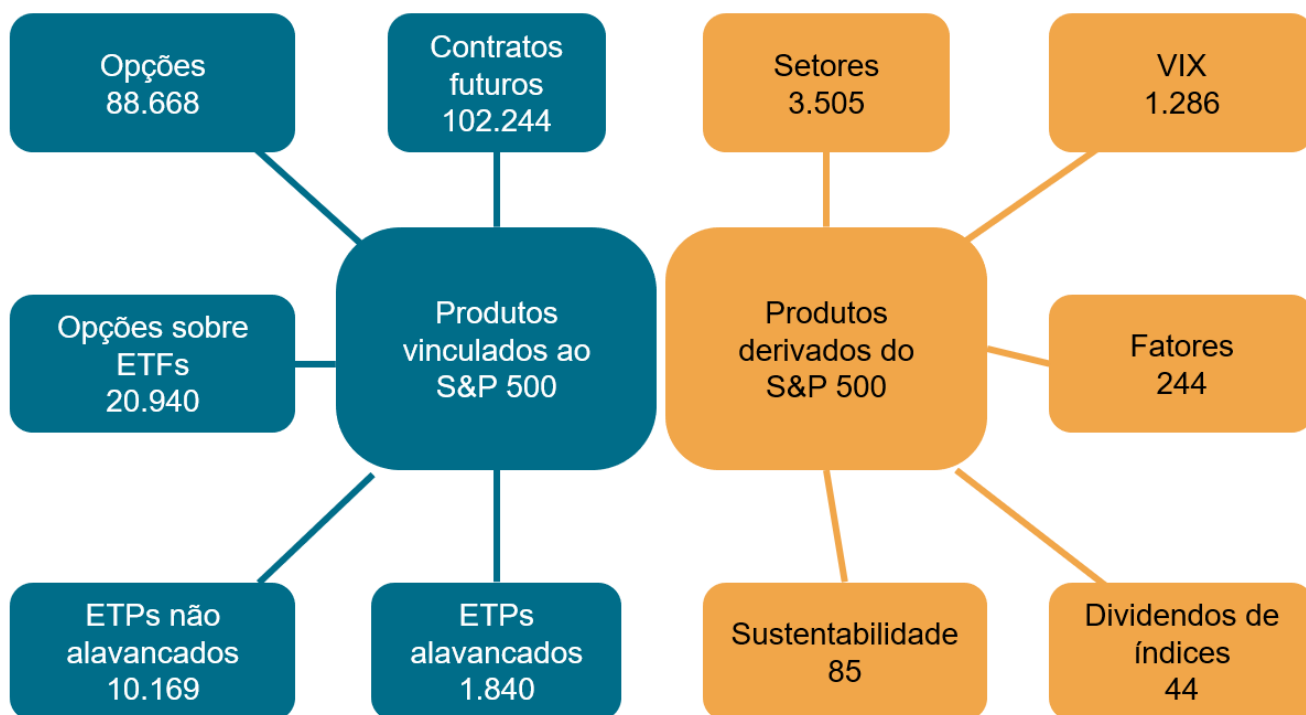 Opções
88.668
Contratos
futuros
102.244
Setores
3.505
VIX
1.286
Opções sobre
ETFs
20.940
Produtos
vinculados ao
S&P 500
Produtos
derivados do
S&P 500
Fatores
244
ETPs não
alavancados
10.169
ETPs
alavancados
1.840
Sustentabilidade
85
Dividendos de
índices
44